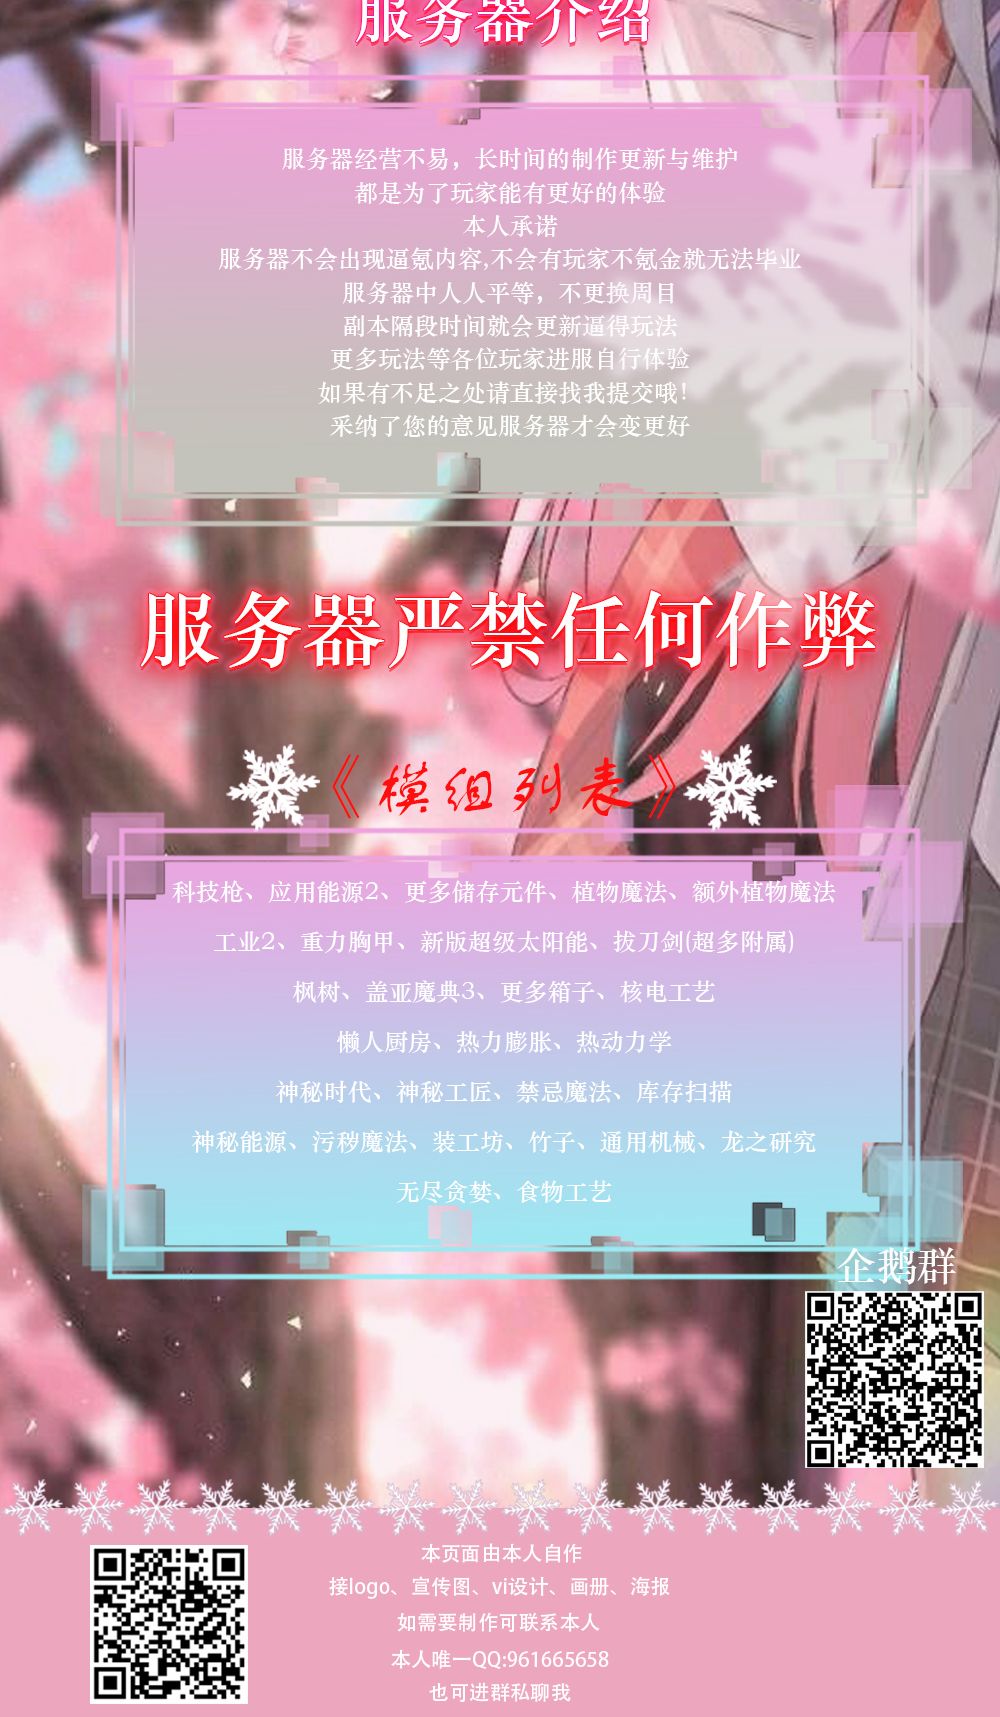 服务器介绍
服务器经营不易，长时间的制作更新与维护
都是为了玩家能有更好的体验
本人承诺
服务器不会出现逼氪内容,不会有玩家不氪金就无法毕业
服务器中人人平等，不更换周目
副本隔段时间就会更新逼得玩法
更多玩法等各位玩家进服自行体验
如果有不足之处请直接找我提交哦！
采纳了您的意见服务器才会变更好
服务器严禁任何作弊
《模组列表》
科技枪、应用能源2、更多储存元件、植物魔法、额外植物魔法
工业2、重力胸甲、新版超级太阳能、拔刀剑(超多附属)
枫树、盖亚魔典3、更多箱子、核电工艺
懒人厨房、热力膨胀、热动力学
神秘时代、神秘工匠、禁忌魔法、库存扫描
神秘能源、污秽魔法、装工坊、竹子、通用机械、龙之研究
无尽贪婪、食物工艺
企鹅群
本页面由本人自作
接logo、宣传图、vi设计、画册、海报
如需要制作可联系本人
本人唯一QQ:961665658
也可进群私聊我